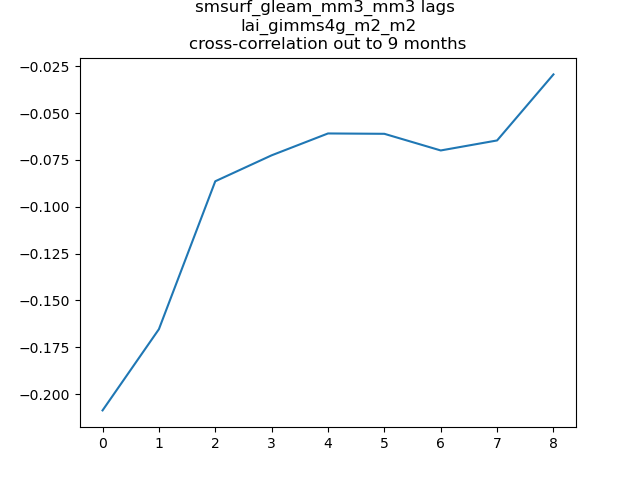 smsurf_gleam_mm3_mm3 lags
lai_gimms4g_m2_m2
cross-correlation out to 9 months
−0.025
−0.050
−0.075
−0.100
−0.125
−0.150
−0.175
−0.200
0 1 2 3 4 5 6 7 8